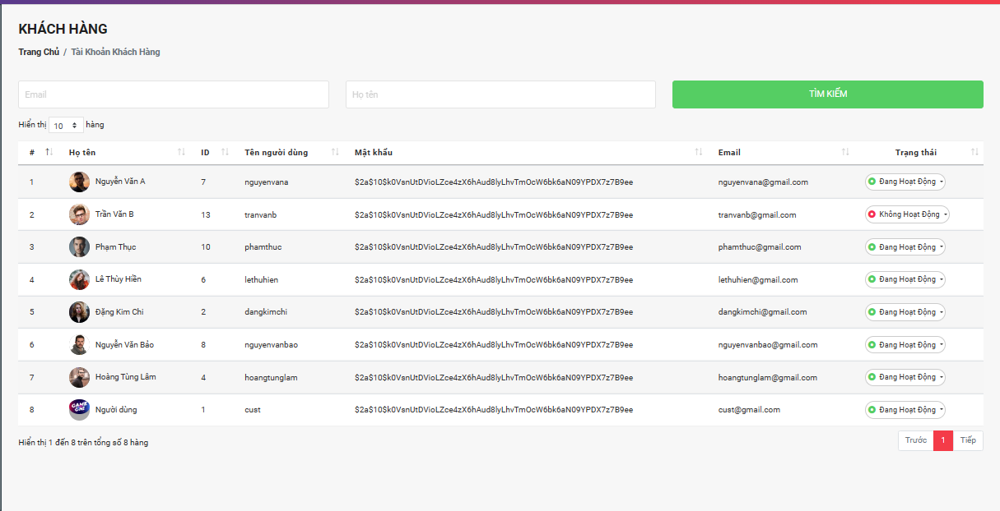 KHÁCH HÀNG
Trang Chủ / Tài Khoản Khách Hàng
Email Họ tên TÌM KIẾM
Hiển thị 10 hàng
# Họ tên ID Tên người dùng Mật khẩu Email Trạng thái
1 Nguyễn Văn A 7 nguyenvana $2a$10$k0VsnUtDVioLZce4zX6hAud8lyLhvTmOcW6bk6aN09YPDX7z7B9ee nguyenvana@gmail.com Đang Hoạt Động
2 Trần Văn B 13 tranvanb $2a$10$k0VsnUtDVioLZce4zX6hAud8lyLhvTmOcW6bk6aN09YPDX7z7B9ee tranvanb@gmail.com Không Hoạt Động
3 Phạm Thục 10 phamthuc $2a$10$k0VsnUtDVioLZce4zX6hAud8lyLhvTmOcW6bk6aN09YPDX7z7B9ee phamthuc@gmail.com Đang Hoạt Động
4 Lê Thùy Hiền 6 lethuhien $2a$10$k0VsnUtDVioLZce4zX6hAud8lyLhvTmOcW6bk6aN09YPDX7z7B9ee lethuhien@gmail.com Đang Hoạt Động
5 Đặng Kim Chi 2 dangkimchi $2a$10$k0VsnUtDVioLZce4zX6hAud8lyLhvTmOcW6bk6aN09YPDX7z7B9ee dangkimchi@gmail.com Đang Hoạt Động
6 Nguyễn Văn Bảo 8 nguyenvanbao $2a$10$k0VsnUtDVioLZce4zX6hAud8lyLhvTmOcW6bk6aN09YPDX7z7B9ee nguyenvanbao@gmail.com Đang Hoạt Động
7 Hoàng Tùng Lâm 4 hoangtunglam $2a$10$k0VsnUtDVioLZce4zX6hAud8lyLhvTmOcW6bk6aN09YPDX7z7B9ee hoangtunglam@gmail.com Đang Hoạt Động
8 Người dùng 1 cust $2a$10$k0VsnUtDVioLZce4zX6hAud8lyLhvTmOcW6bk6aN09YPDX7z7B9ee cust@gmail.com Đang Hoạt Động
Hiển thị 1 đến 8 trên tổng số 8 hàng Trước 1 Tiếp